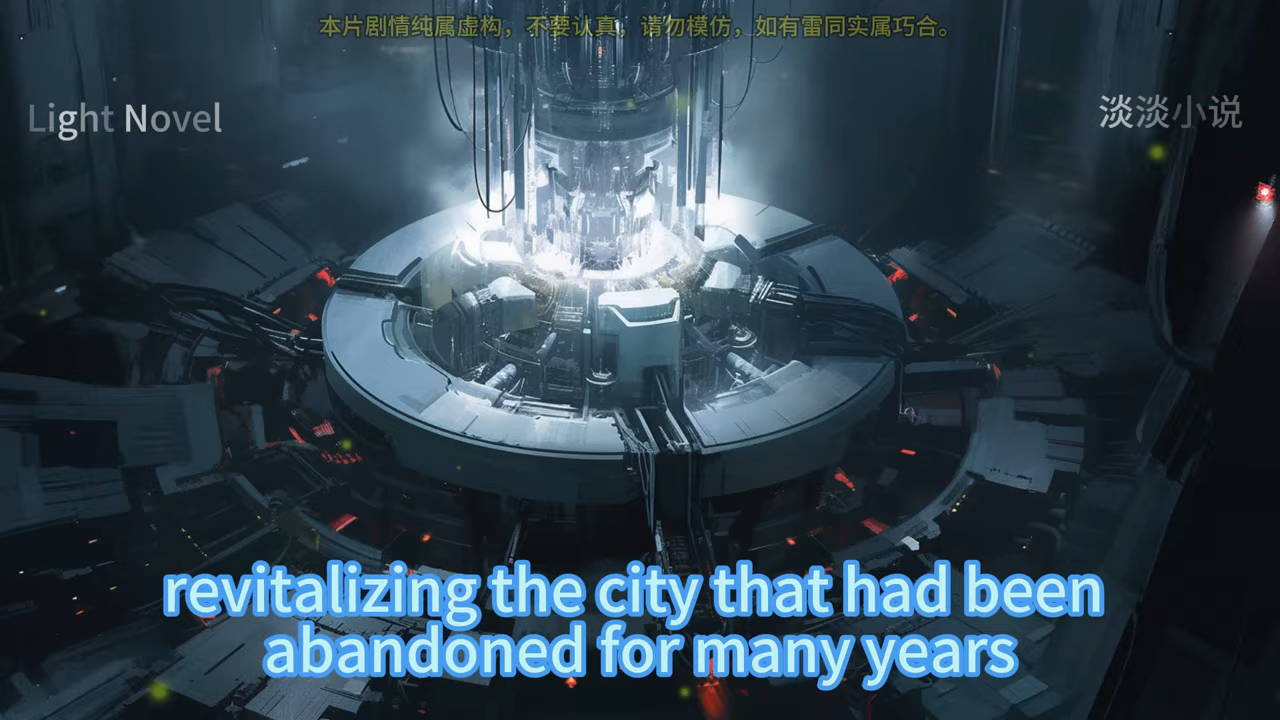 本片剧情纯属虚构，不要认真，请勿模仿，如有雷同实属巧合。
Light Novel
淡淡小说
revitalizing the city that had been
abandoned for many years